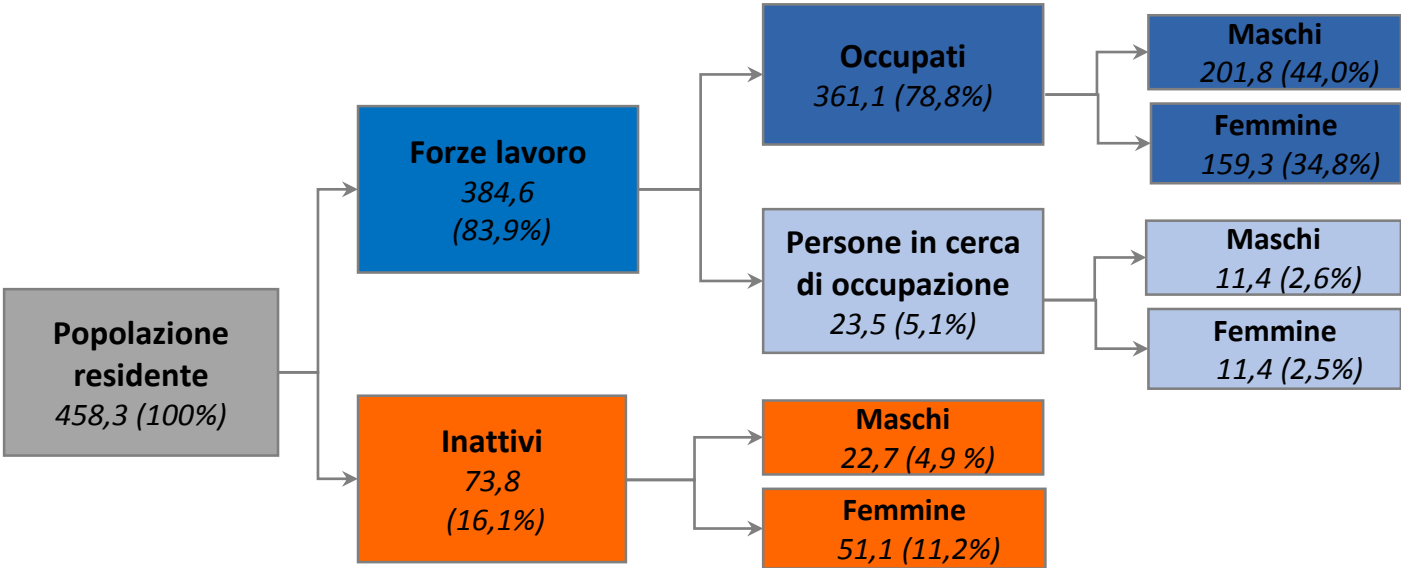 Popolazione
residente
458,3 (100%)
Forze lavoro
384,6
(83,9%)
Inattivi
73,8
(16,1%)
Occupati
361,1 (78,8%)
Persone in cerca
di occupazione
23,5 (5,1%)
Maschi
22,7 (4,9 %)
Femmine
51,1 (11,2%)
Maschi
201,8 (44,0%)
Femmine
159,3 (34,8%)
Maschi
11,4 (2,6%)
Femmine
11,4 (2,5%)